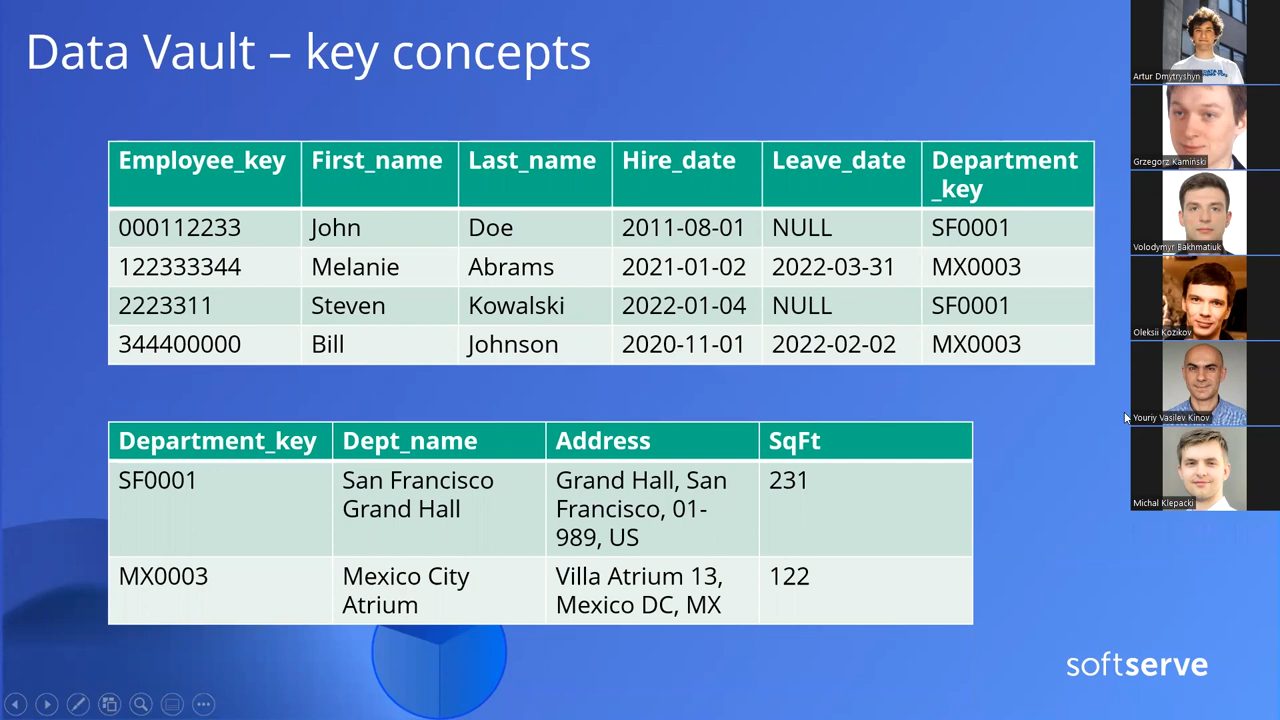 Data Vault – key concepts
Employee_key First_name Last_name Hire_date Leave_date Department
_key
000112233 John Doe 2011-08-01 NULL SF0001
122333344 Melanie Abrams 2021-01-02 2022-03-31 MX0003
2223311 Steven Kowalski 2022-01-04 NULL SF0001
344400000 Bill Johnson 2020-11-01 2022-02-02 MX0003
Department_key Dept_name Address SqFt
SF0001 San Francisco Grand Hall, San 231
Grand Hall Francisco, 01-
989, US
MX0003 Mexico City Villa Atrium 13, 122
Atrium Mexico DC, MX
softserve
Artur Dmytryshyn
Grzegorz Kamiński
Volodymyr Bakhmatiuk
Oleksii Kozikov
Youriy Vasilev Kinov
Michal Klepacki